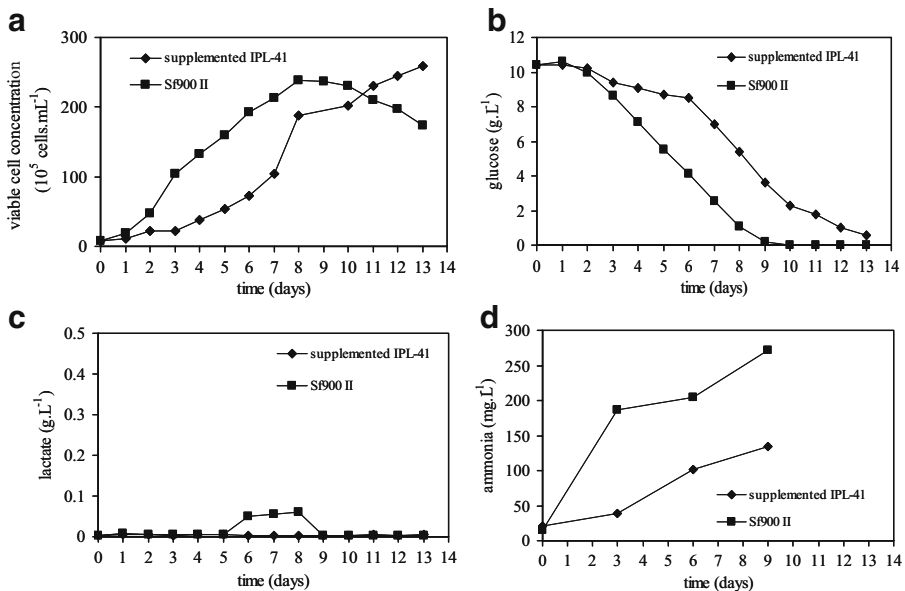 a
300
200
100
0
viable cell concentration
(10⁵ cells.mL⁻¹)
supplemented IPL-41
Sf900 II
0 1 2 3 4 5 6 7 8 9 10 11 12 13 14
time (days)
b
12
10
8
6
4
2
0
glucose (g.L⁻¹)
supplemented IPL-41
Sf900 II
0 1 2 3 4 5 6 7 8 9 10 11 12 13 14
time (days)
c
0.5
0.4
0.3
0.2
0.1
0
lactate (g.L⁻¹)
supplemented IPL-41
Sf900 II
0 1 2 3 4 5 6 7 8 9 10 11 12 13 14
time (days)
d
300
250
200
150
100
50
0
ammonia (mg.L⁻¹)
supplemented IPL-41
Sf900 II
0 1 2 3 4 5 6 7 8 9 10 11 12 13 14
time (days)